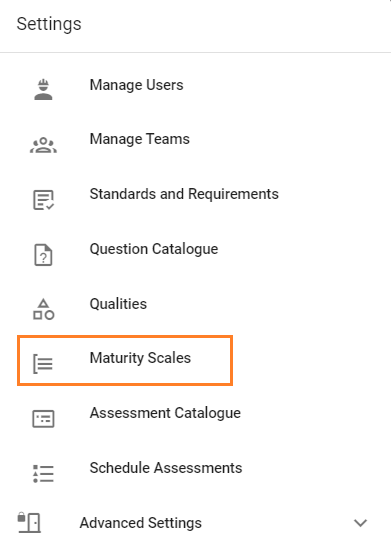 Settings
Manage Users
Manage Teams
Standards and Requirements
Question Catalogue
Qualities
Maturity Scales
Assessment Catalogue
Schedule Assessments
Advanced Settings